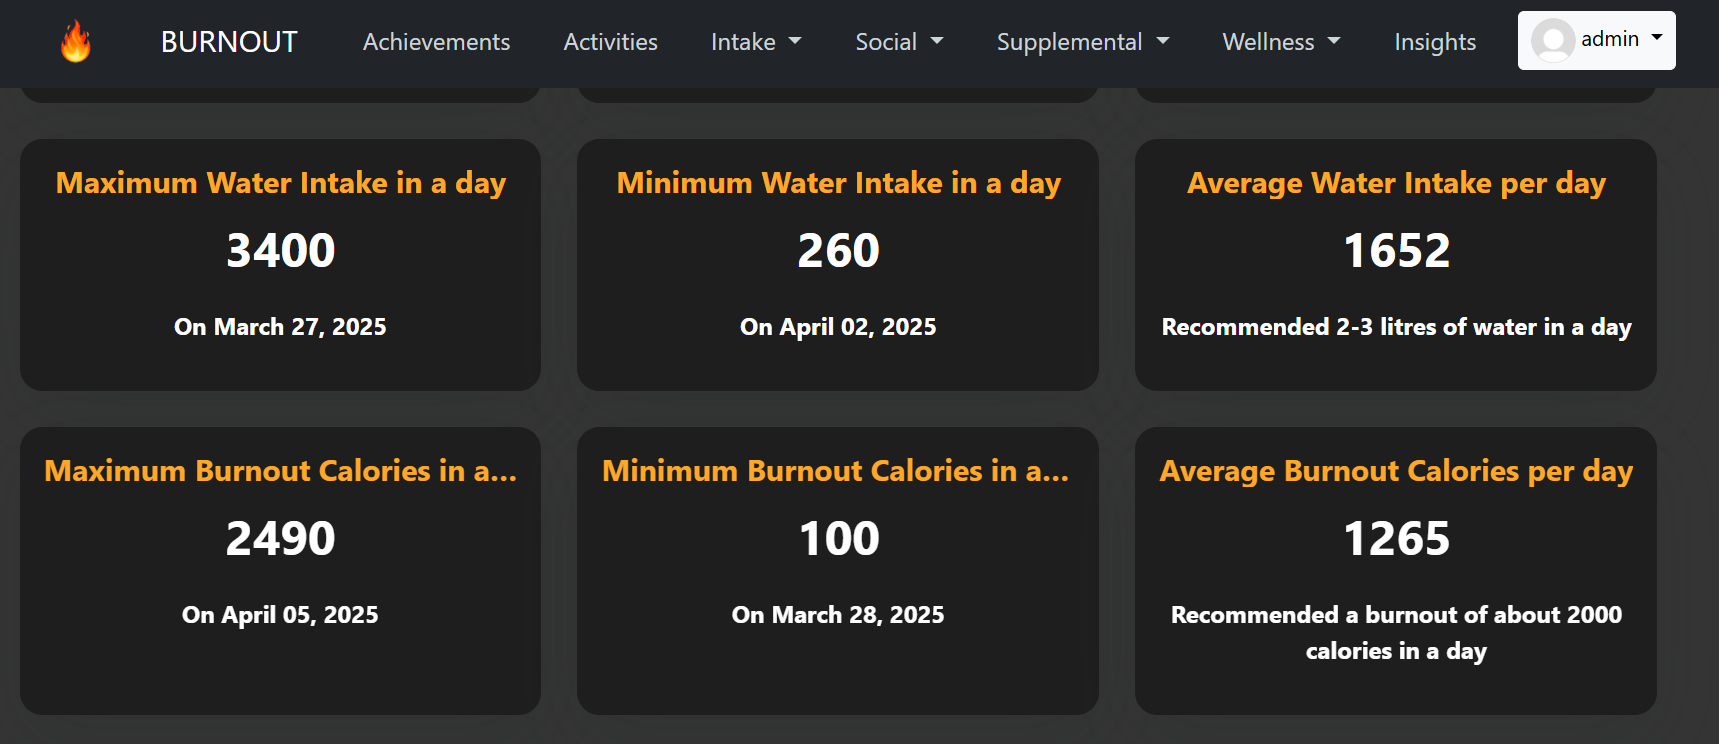 BURNOUT Achievements Activities Intake Social Supplemental Wellness Insights admin
Maximum Water Intake in a day
3400
On March 27, 2025
Minimum Water Intake in a day
260
On April 02, 2025
Average Water Intake per day
1652
Recommended 2-3 litres of water in a day
Maximum Burnout Calories in a...
2490
On April 05, 2025
Minimum Burnout Calories in a...
100
On March 28, 2025
Average Burnout Calories per day
1265
Recommended a burnout of about 2000
calories in a day